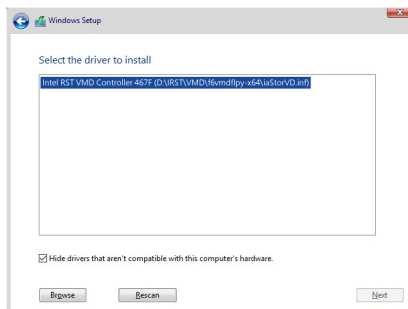 Windows Setup
Select the driver to install
Intel RST VMD Controller 467F (D:\IRST\VMD\f6vmdflpy-x64\iaStorVD.inf)
Hide drivers that aren't compatible with this computer's hardware.
Browse
Rescan
Next